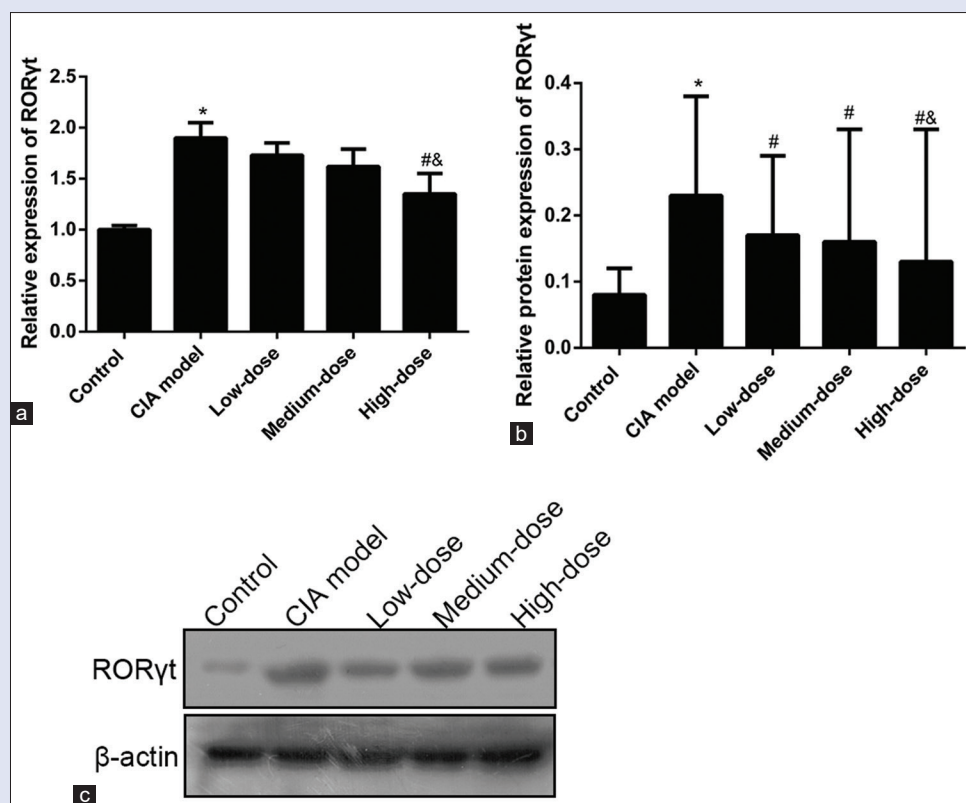 Relative expression of RORγt
2.5
2.0
1.5
1.0
0.5
0.0
*
#&
Control
CIA model
Low-dose
Medium-dose
High-dose
a
Relative protein expression of RORγt
0.4
0.3
0.2
0.1
0.0
*
#
#
#&
Control
CIA model
Low-dose
Medium-dose
High-dose
b
Control
CIA model
Low-dose
Medium-dose
High-dose
RORγt
β-actin
c